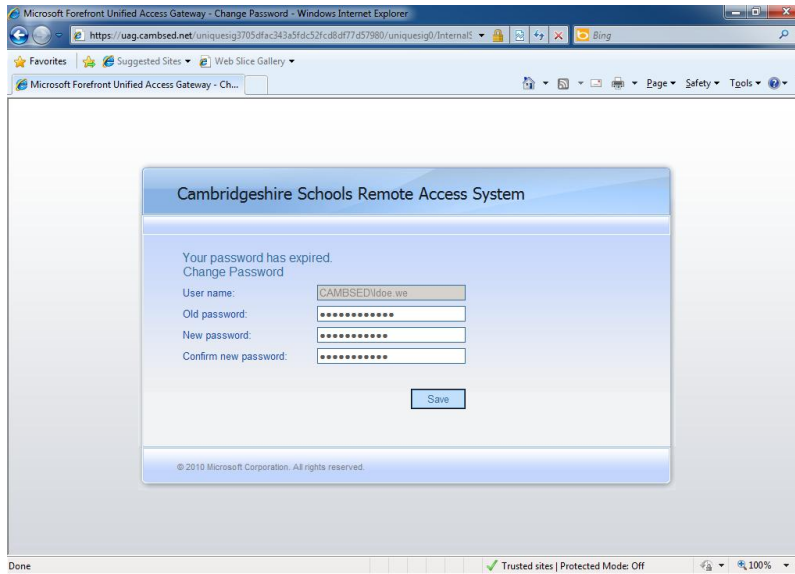 Microsoft Forefront Unified Access Gateway - Change Password - Windows Internet Explorer
https://uag.cambsed.net/uniquesig3705dfac343a5fdc52fcd8df77d57980/uniquesig0/InternalS
Bing
Favorites Suggested Sites Web Slice Gallery
Microsoft Forefront Unified Access Gateway - Ch...
Page Safety Tools
Cambridgeshire Schools Remote Access System
Your password has expired.
Change Password
User name: CAMBSED\ldoe.we
Old password: ••••••••••••
New password: •••••••••••
Confirm new password: •••••••••••
Save
© 2010 Microsoft Corporation. All rights reserved.
Done Trusted sites | Protected Mode: Off 100%